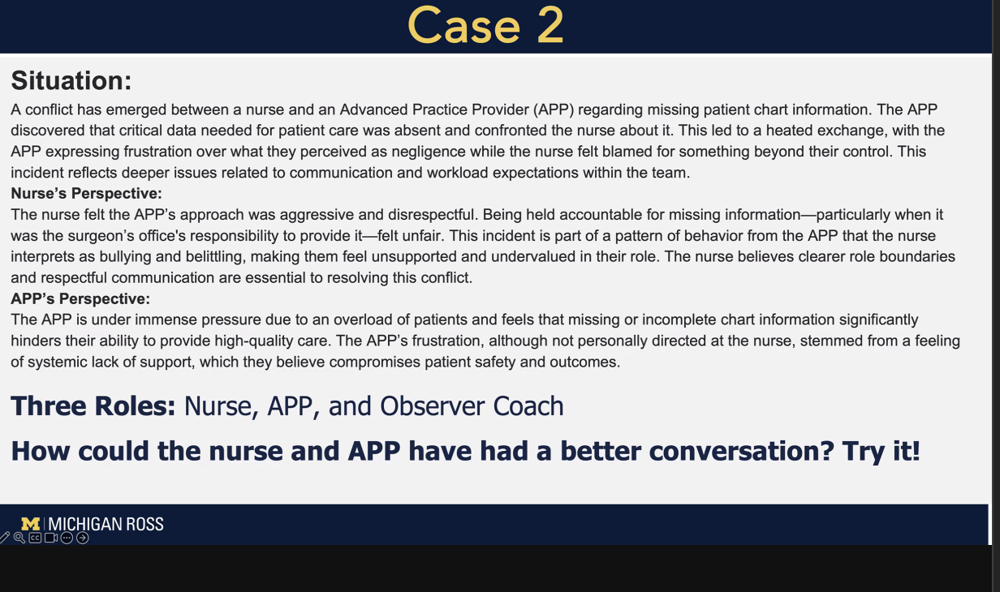 Case 2
Situation:
A conflict has emerged between a nurse and an Advanced Practice Provider (APP) regarding missing patient chart information. The APP
discovered that critical data needed for patient care was absent and confronted the nurse about it. This led to a heated exchange, with the
APP expressing frustration over what they perceived as negligence while the nurse felt blamed for something beyond their control. This
incident reflects deeper issues related to communication and workload expectations within the team.
Nurse’s Perspective:
The nurse felt the APP’s approach was aggressive and disrespectful. Being held accountable for missing information—particularly when it
was the surgeon’s office's responsibility to provide it—felt unfair. This incident is part of a pattern of behavior from the APP that the nurse
interprets as bullying and belittling, making them feel unsupported and undervalued in their role. The nurse believes clearer role boundaries
and respectful communication are essential to resolving this conflict.
APP’s Perspective:
The APP is under immense pressure due to an overload of patients and feels that missing or incomplete chart information significantly
hinders their ability to provide high-quality care. The APP’s frustration, although not personally directed at the nurse, stemmed from a feeling
of systemic lack of support, which they believe compromises patient safety and outcomes.
Three Roles: Nurse, APP, and Observer Coach
How could the nurse and APP have had a better conversation? Try it!
M | MICHIGAN ROSS
CC